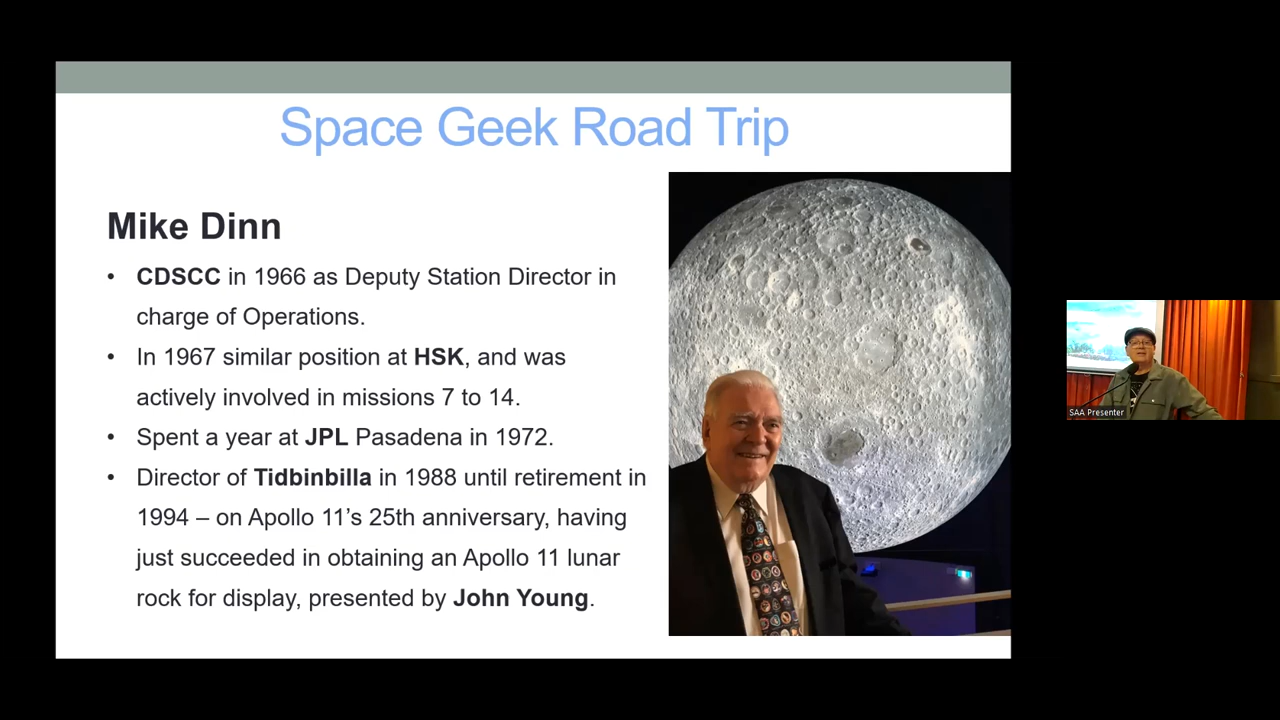 Space Geek Road Trip
Mike Dinn
• CDSCC in 1966 as Deputy Station Director in
charge of Operations.
• In 1967 similar position at HSK, and was
actively involved in missions 7 to 14.
• Spent a year at JPL Pasadena in 1972.
• Director of Tidbinbilla in 1988 until retirement in
1994 – on Apollo 11’s 25th anniversary, having
just succeeded in obtaining an Apollo 11 lunar
rock for display, presented by John Young.
SAA Presenter